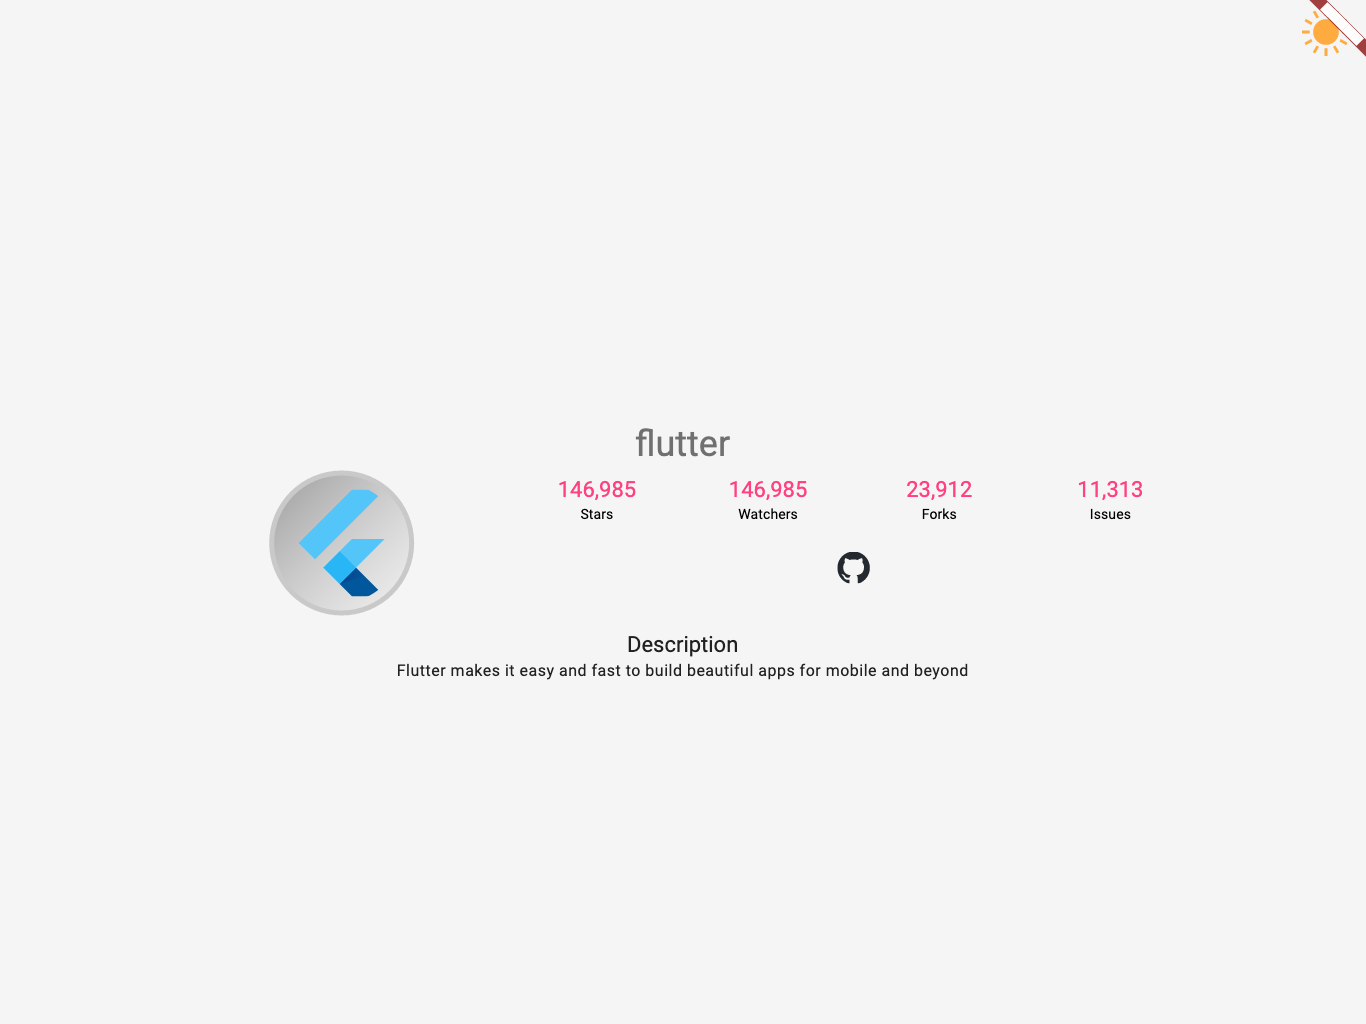 flutter
146,985 146,985 23,912 11,313
Stars Watchers Forks Issues
Description
Flutter makes it easy and fast to build beautiful apps for mobile and beyond